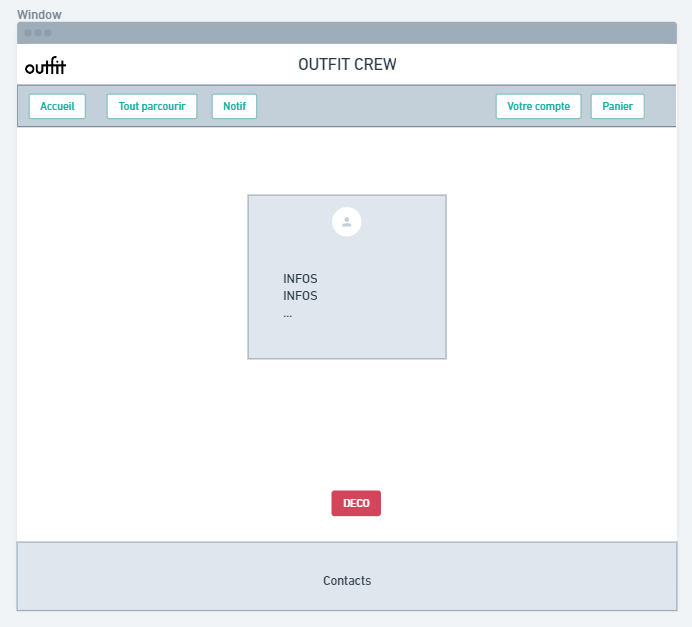 Window
outfit
OUTFIT CREW
Accueil
Tout parcourir
Notif
Votre compte
Panier
INFOS
INFOS
...
DECO
Contacts